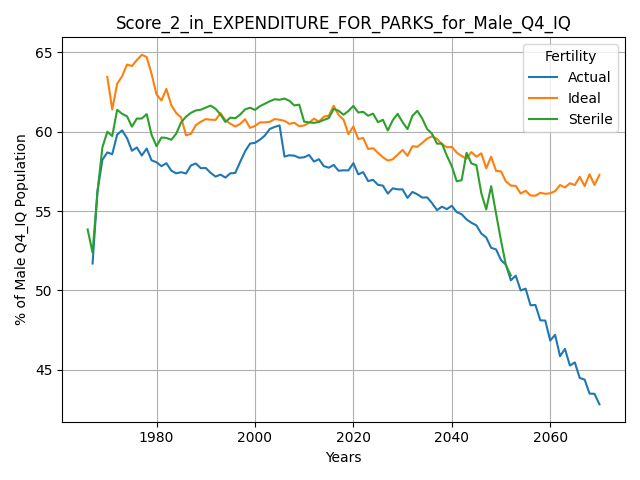 Score_2_in_EXPENDITURE_FOR_PARKS_for_Male_Q4_IQ
Fertility
Actual
Ideal
Sterile
% of Male Q4_IQ Population
65
60
55
50
45
1980
2000
2020
2040
2060
Years